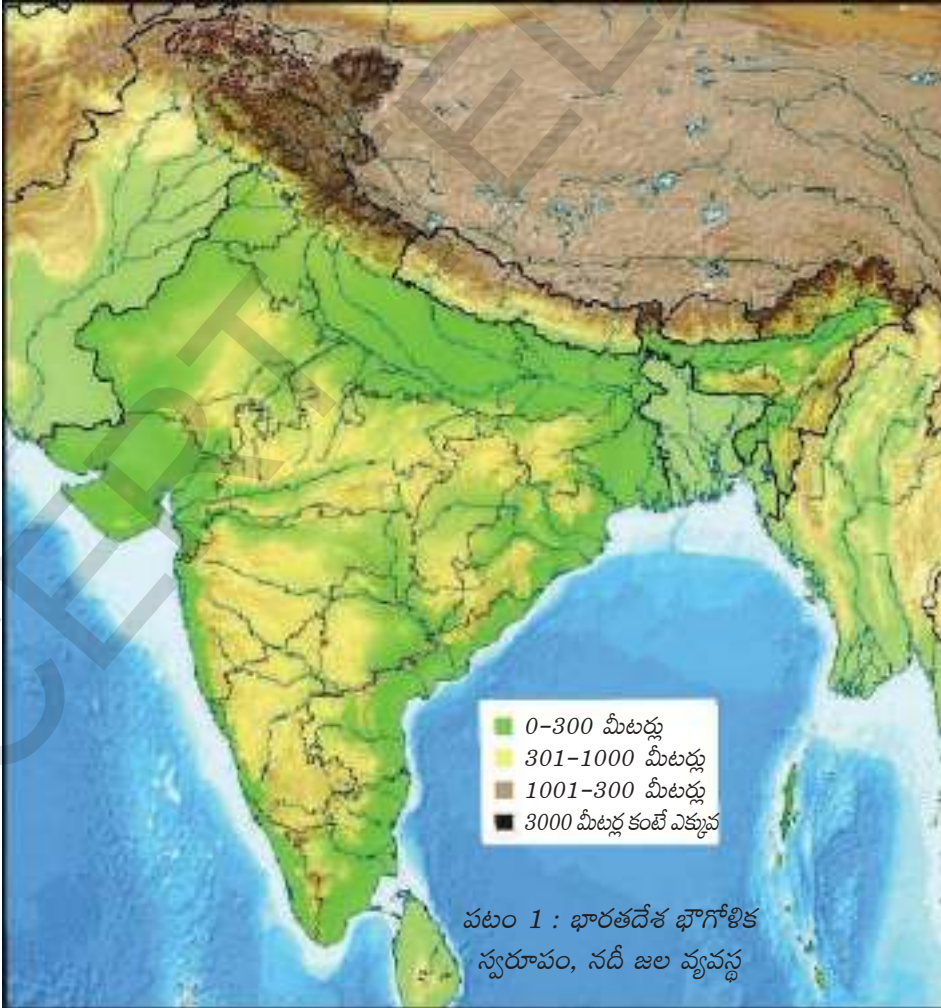 0-300 మీటర్లు
301-1000 మీటర్లు
1001-300 మీటర్లు
3000 మీటర్ల కంటే ఎక్కువ
పటం 1 : భారతదేశ భౌగోళిక
స్వరూపం, నదీ జల వ్యవస్థ